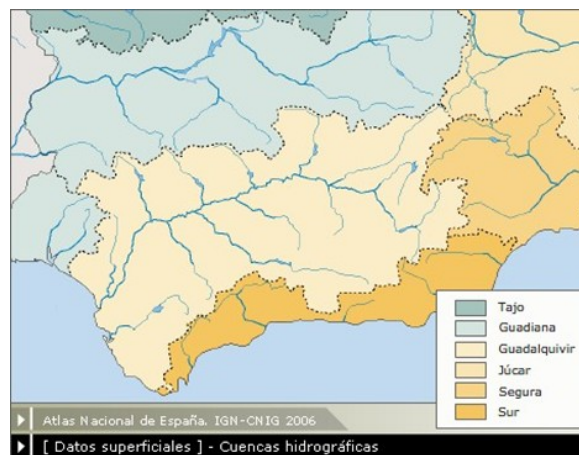 Tajo
Guadiana
Guadalquivir
Júcar
Segura
Sur
Atlas Nacional de España. IGN-CNIG 2006
[ Datos superficiales ] - Cuencas hidrográficas